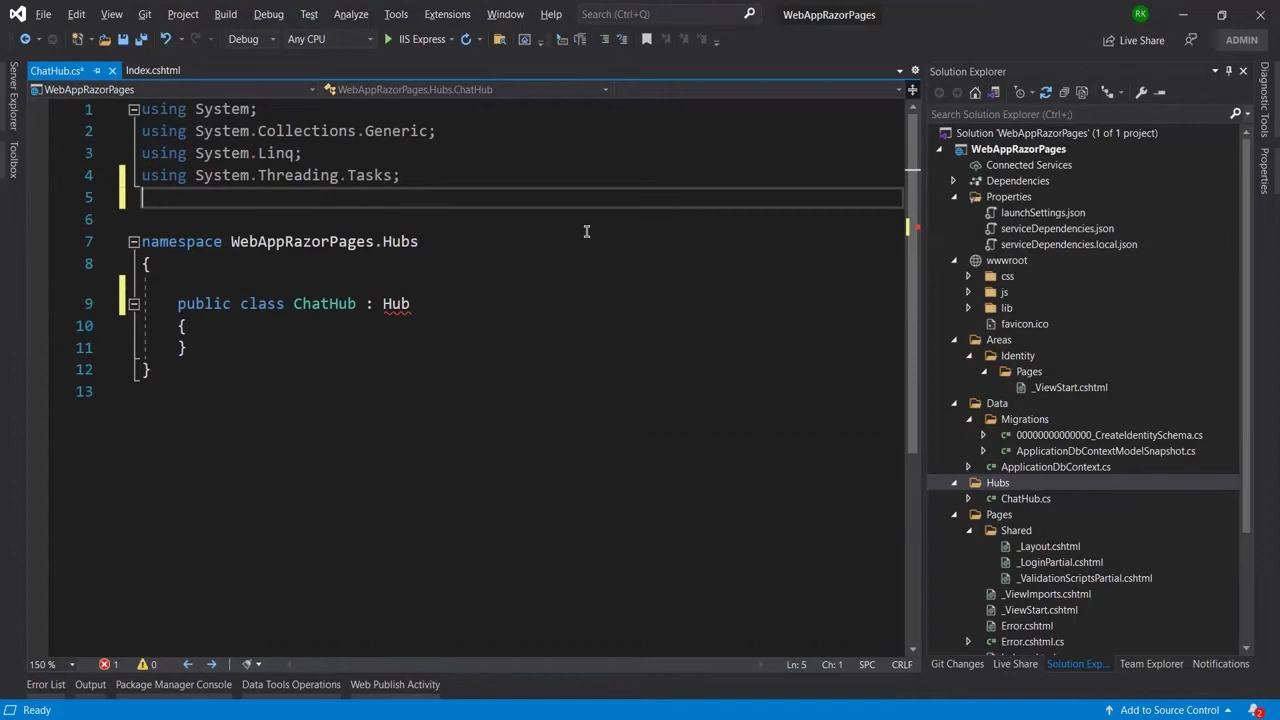 File Edit View Git Project Build Debug Test Analyze Tools Extensions Window Help Search (Ctrl+Q) WebAppRazorPages RK
Debug Any CPU IIS Express Live Share ADMIN
ChatHub.cs* Index.cshtml
WebAppRazorPages WebAppRazorPages.Hubs.ChatHub
Server Explorer
Toolbox
1 using System;
2 using System.Collections.Generic;
3 using System.Linq;
4 using System.Threading.Tasks;
5
6
7 namespace WebAppRazorPages.Hubs
8 {
9 public class ChatHub : Hub
10 {
11 }
12 }
13
150 % 1 0 Ln: 5 Ch: 1 SPC CRLF
Solution Explorer
Search Solution Explorer (Ctrl+;)
Solution 'WebAppRazorPages' (1 of 1 project)
WebAppRazorPages
Connected Services
Dependencies
Properties
launchSettings.json
serviceDependencies.json
serviceDependencies.local.json
wwwroot
css
js
lib
favicon.ico
Areas
Identity
Pages
_ViewStart.cshtml
Data
Migrations
00000000000000_CreateIdentitySchema.cs
ApplicationDbContextModelSnapshot.cs
ApplicationDbContext.cs
Hubs
ChatHub.cs
Pages
Shared
_Layout.cshtml
_LoginPartial.cshtml
_ValidationScriptsPartial.cshtml
_ViewImports.cshtml
_ViewStart.cshtml
Error.cshtml
Error.cshtml.cs
Git Changes Live Share Solution Exp... Team Explorer Notifications
Diagnostic Tools
Properties
Error List Output Package Manager Console Data Tools Operations Web Publish Activity
Ready Add to Source Control 2